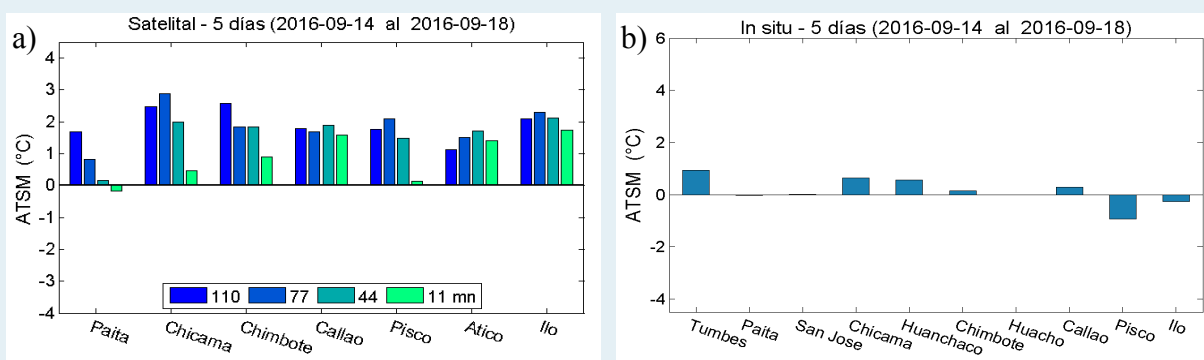 a)
Satelital - 5 días (2016-09-14 al 2016-09-18)
ATSM (°C)
4
3
2
1
0
-1
-2
-3
-4
110 77 44 11 mn
Paita Chicama Chimbote Callao Pisco Atico Ilo
b)
In situ - 5 días (2016-09-14 al 2016-09-18)
ATSM (°C)
6
4
2
0
-2
-4
Tumbes Paita San Jose Chicama Huanchaco Chimbote Huacho Callao Pisco Ilo